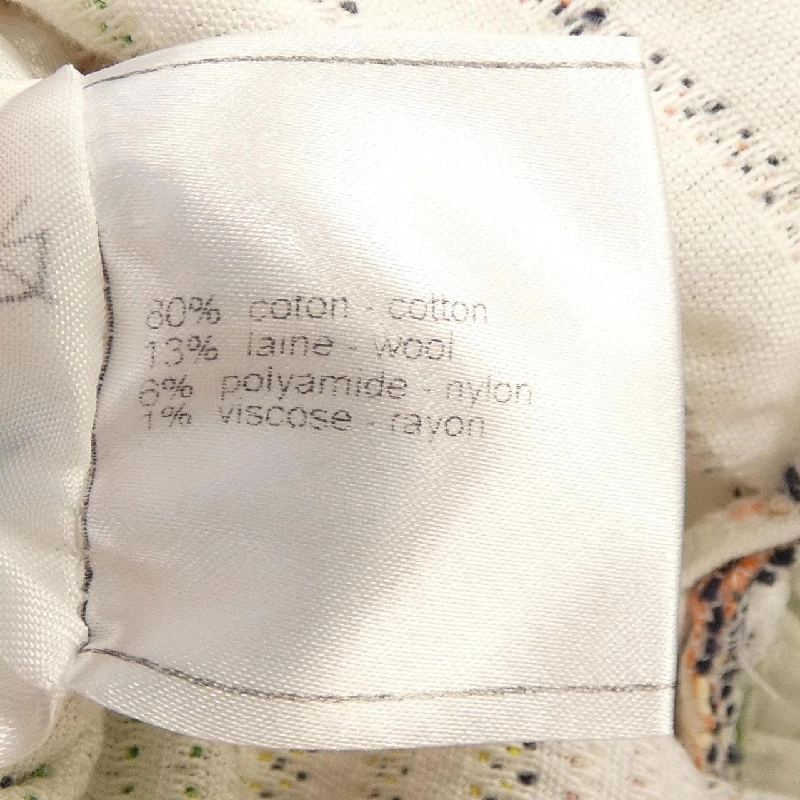 80% coton - cotton
13% laine - wool
6% polyamide - nylon
1% viscose - rayon